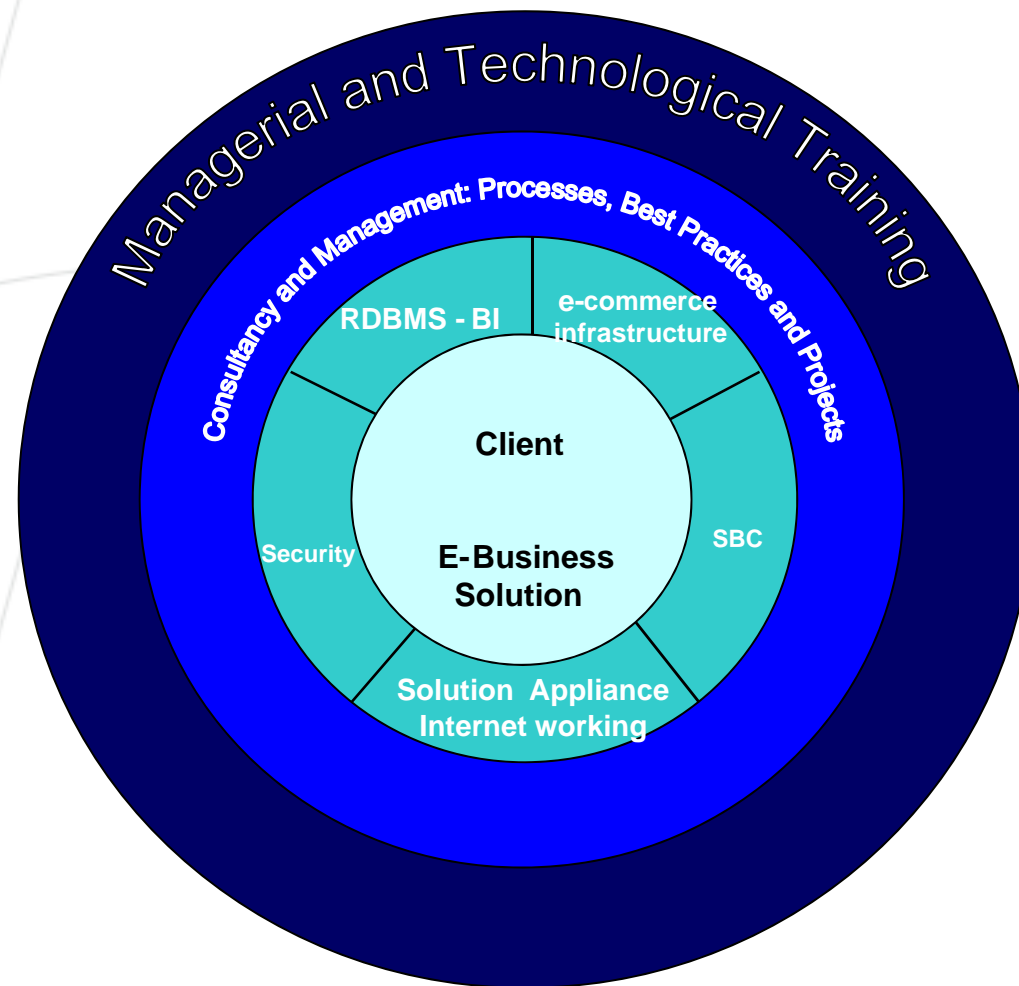 Managerial and Technological Training
Consultancy and Management: Processes, Best Practices and Projects
RDBMS - BI
e-commerce
infrastructure
Client
E-Business
Solution
Security
SBC
Solution Appliance
Internet working